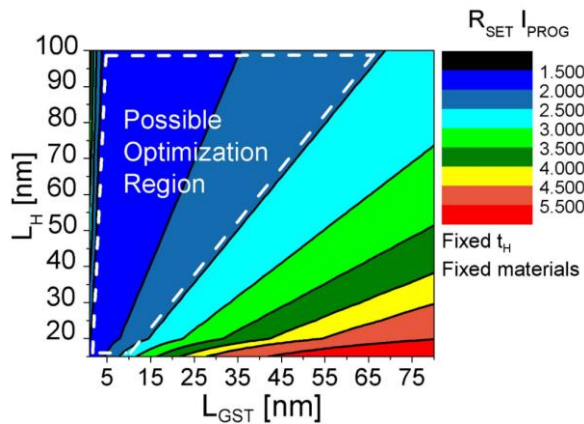 R_SET I_PROG
100
90
80
70
60
50
40
30
20
L_H [nm]
Possible
Optimization
Region
5 15 25 35 45 55 65 75
L_GST [nm]
1.500
2.000
2.500
3.000
3.500
4.000
4.500
5.500
Fixed t_H
Fixed materials